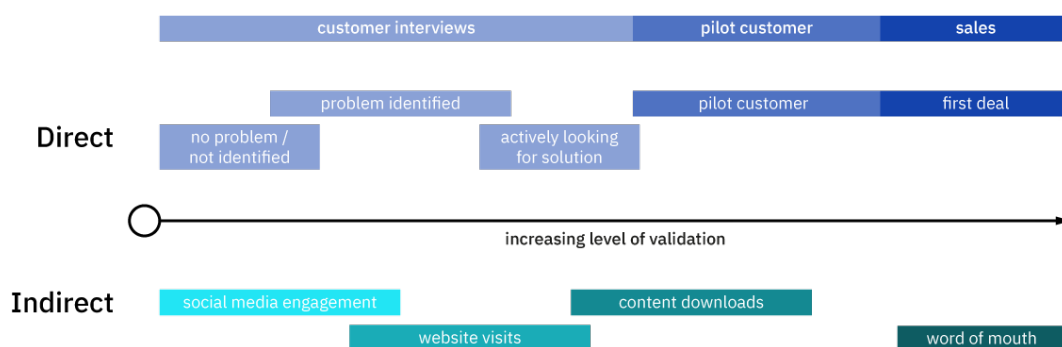 customer interviews
pilot customer
sales
problem identified
pilot customer
first deal
Direct
no problem /
not identified
actively looking
for solution
increasing level of validation
Indirect
social media engagement
content downloads
website visits
word of mouth